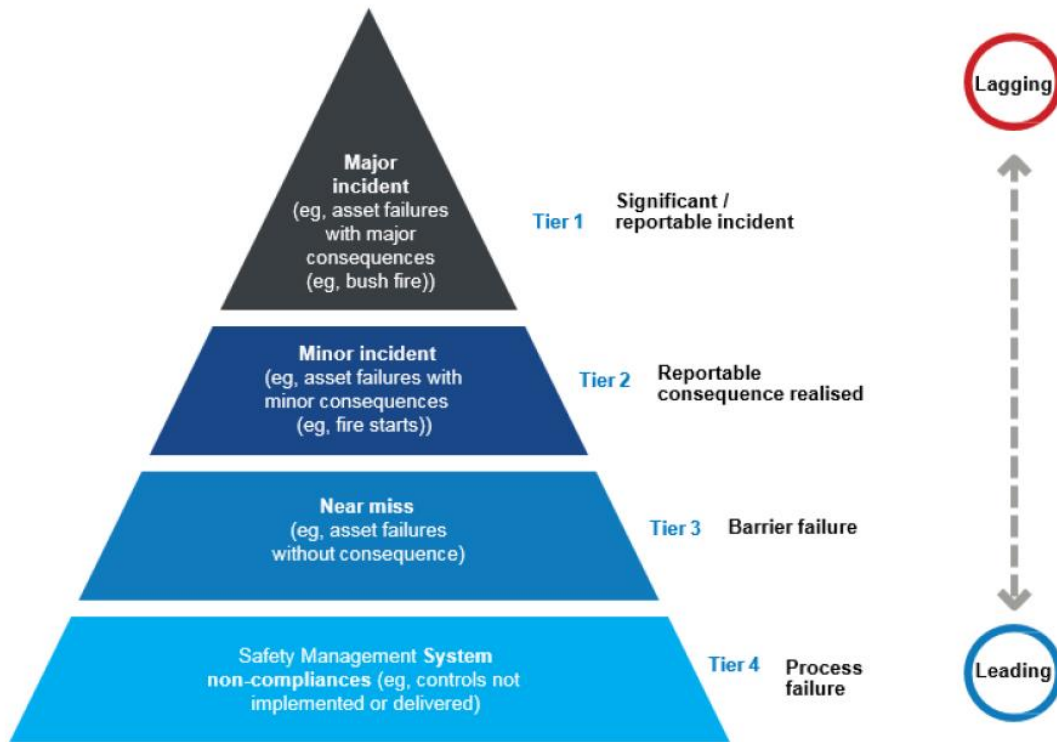 Lagging
Major
incident
(eg, asset failures
with major
consequences
(eg, bush fire))
Tier 1
Significant /
reportable incident
Minor incident
(eg, asset failures with
minor consequences
(eg, fire starts))
Tier 2
Reportable
consequence realised
Near miss
(eg, asset failures
without consequence)
Tier 3
Barrier failure
Safety Management System
non-compliances (eg, controls not
implemented or delivered)
Tier 4
Process
failure
Leading